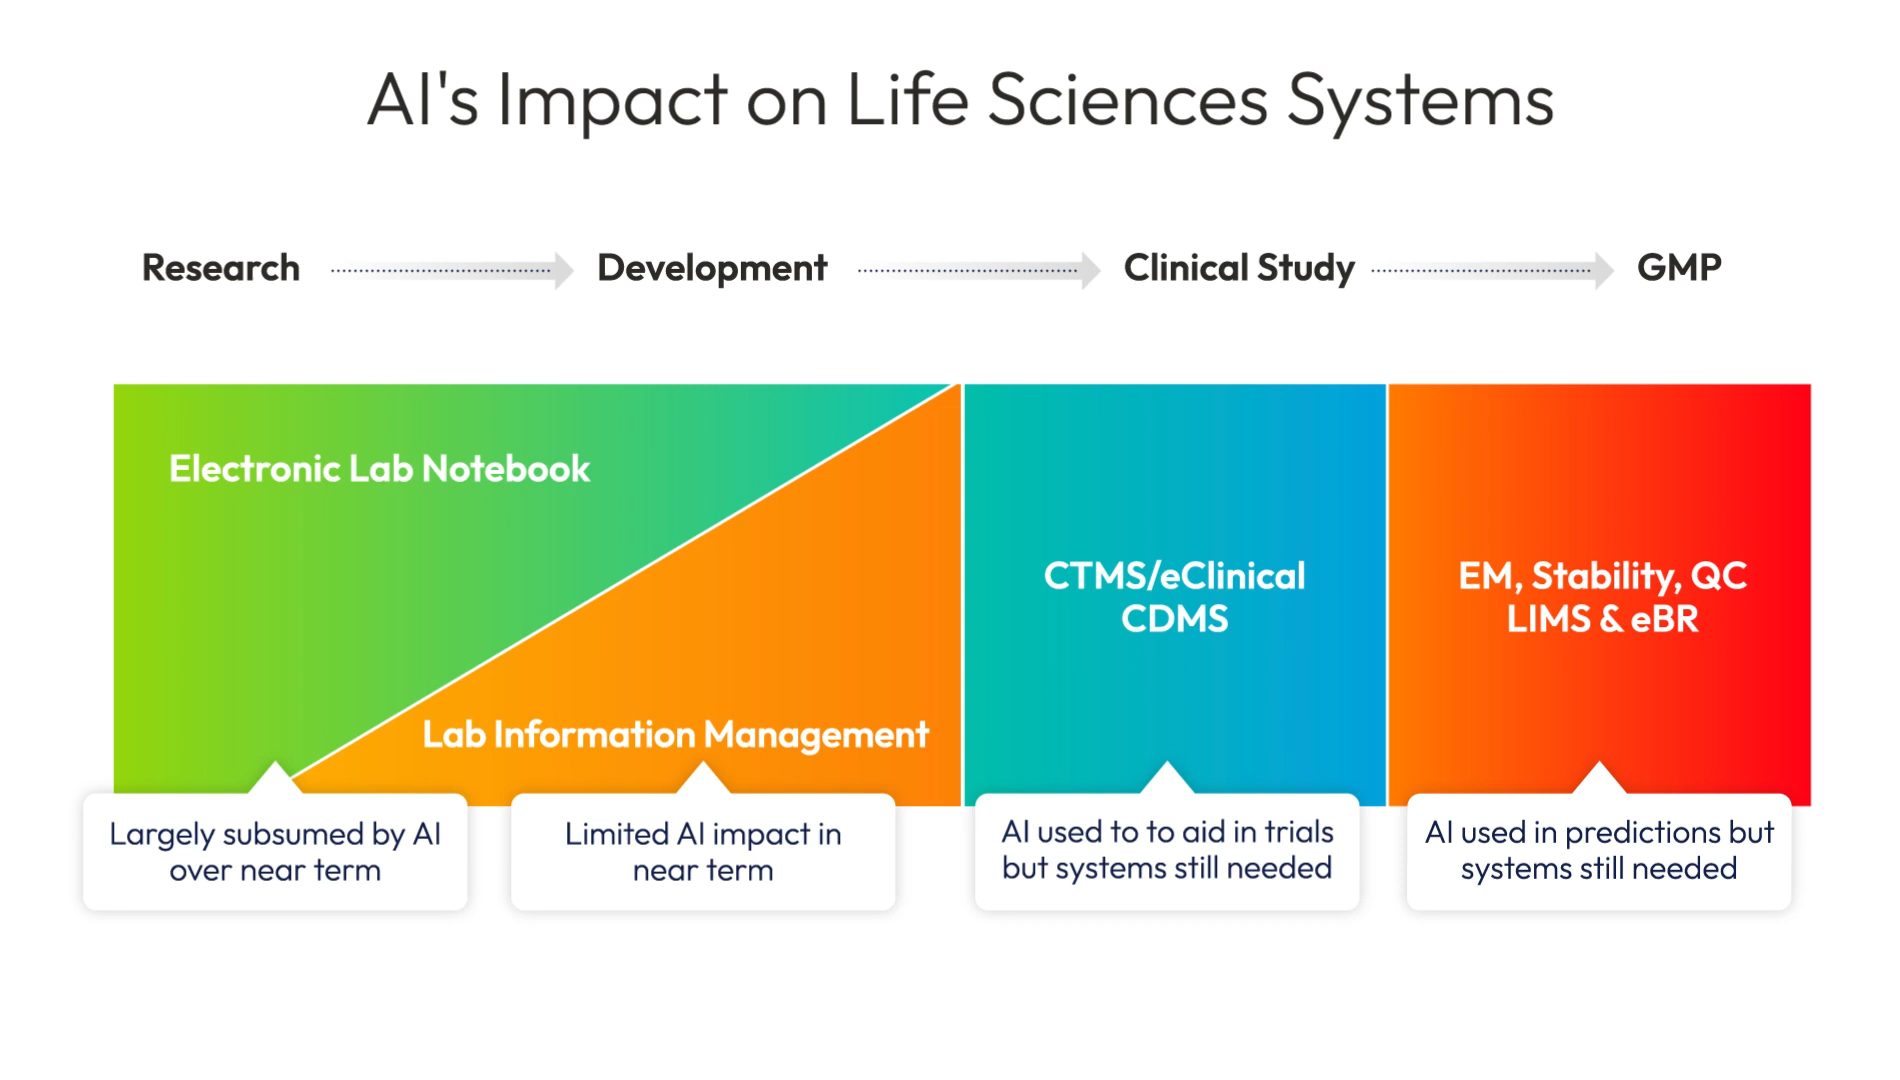 AI's Impact on Life Sciences Systems
Research
Development
Clinical Study
GMP
Electronic Lab Notebook
Lab Information Management
CTMS/eClinical
CDMS
EM, Stability, QC
LIMS & eBR
Largely subsumed by AI
over near term
Limited AI impact in
near term
AI used to to aid in trials
but systems still needed
AI used in predictions but
systems still needed